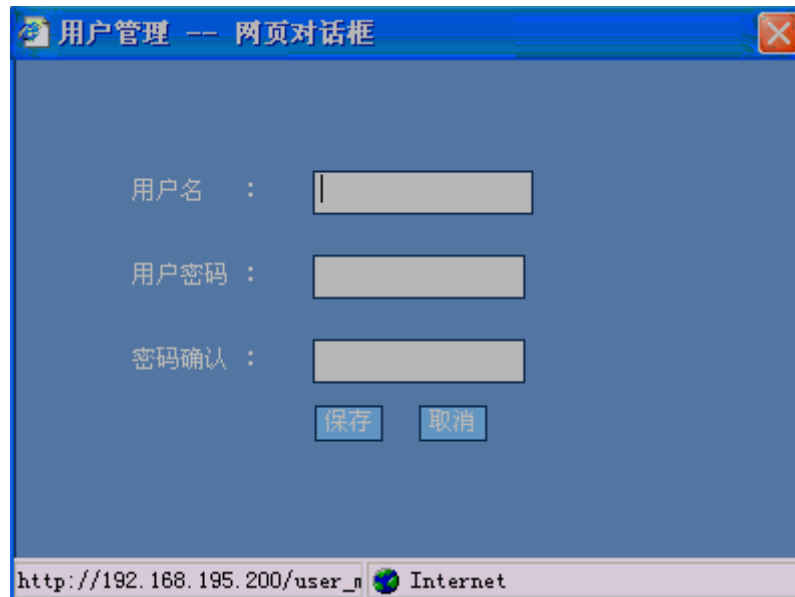 用户管理 -- 网页对话框
用户名 :
用户密码 :
密码确认 :
保存 取消
http://192.168.195.200/user_ Internet